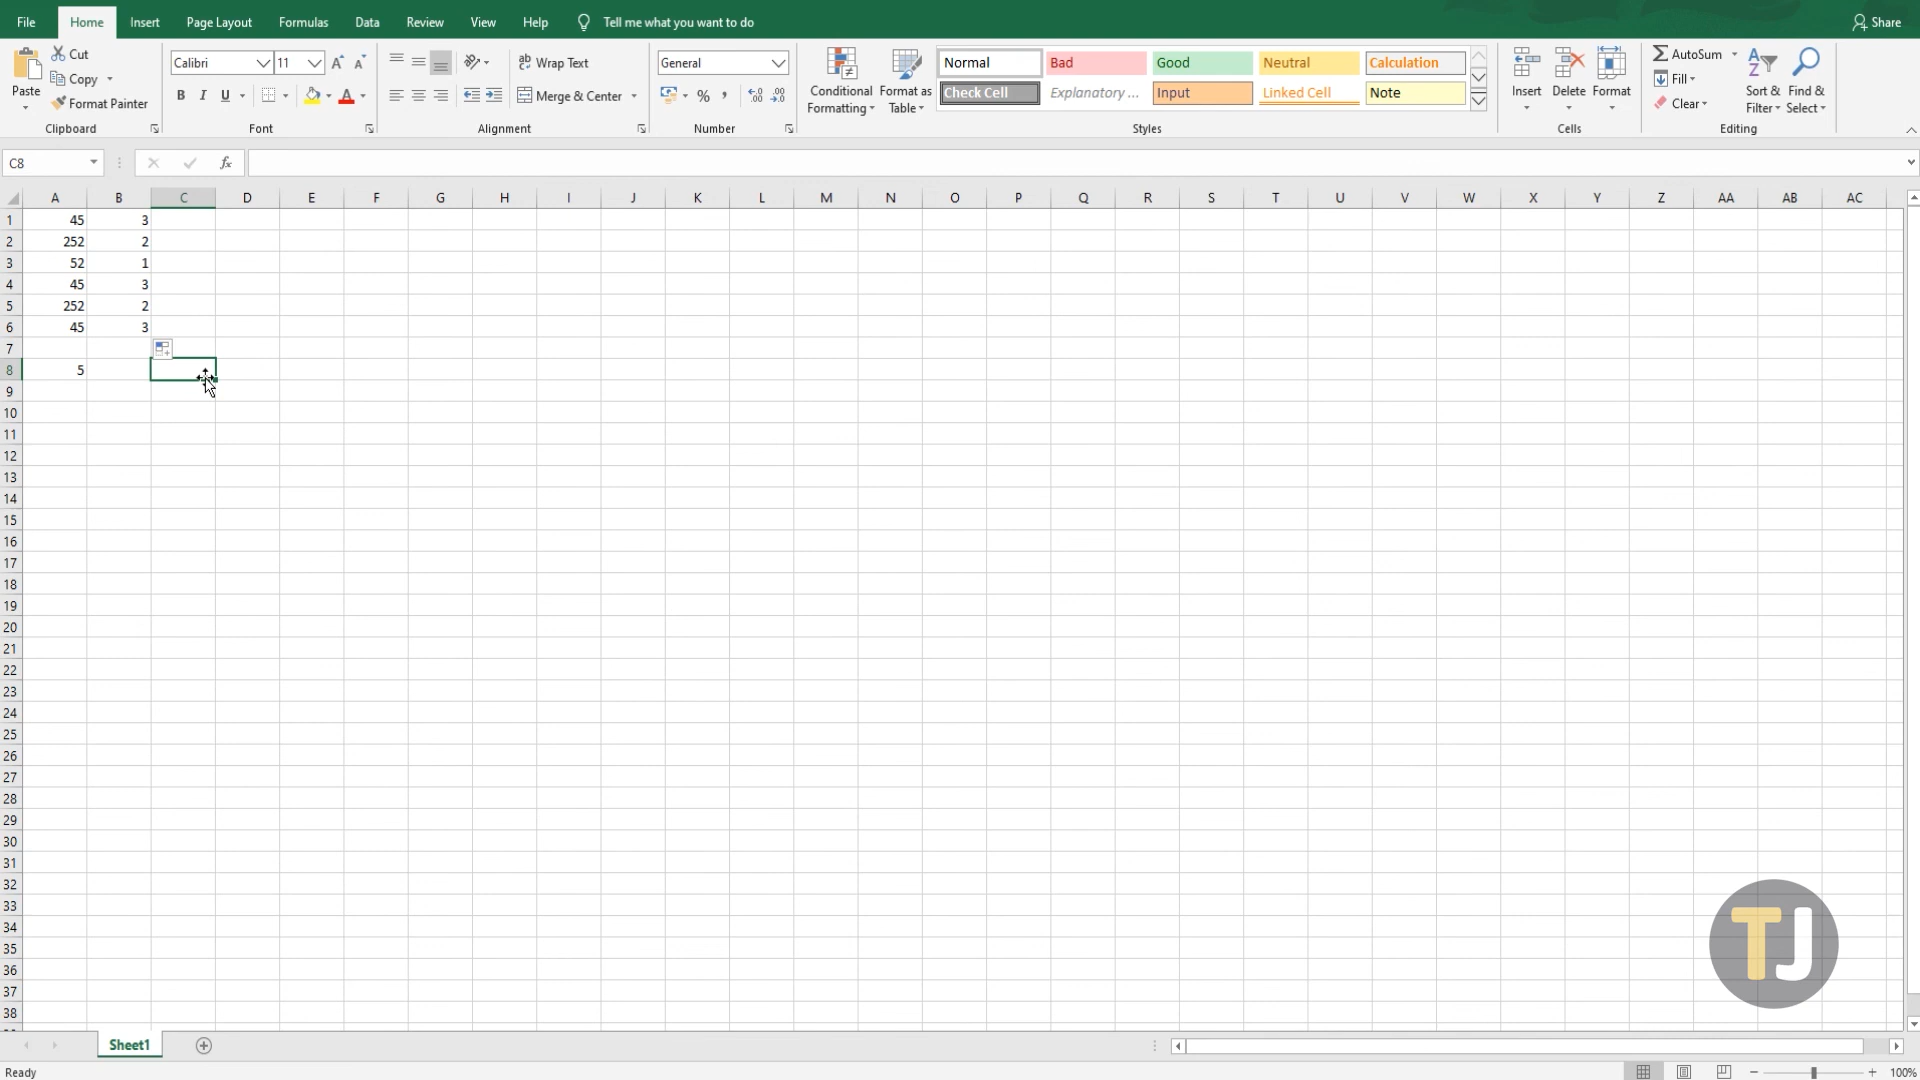 File Home Insert Page Layout Formulas Data Review View Help Tell me what you want to do Share
Paste Cut Copy Format Painter Clipboard
Calibri 11 B I U Font
Wrap Text Merge & Center Alignment
General % , Number
Conditional Formatting Format as Table
Normal Bad Good Neutral Calculation
Check Cell Explanatory ... Input Linked Cell Note
Styles
Insert Delete Format Cells
AutoSum Fill Clear Sort & Filter Find & Select Editing
C8 fx
A B C D E F G H I J K L M N O P Q R S T U V W X Y Z AA AB AC
1 45 3
2 252 2
3 52 1
4 45 3
5 252 2
6 45 3
7
8 5
9
10
11
12
13
14
15
16
17
18
19
20
21
22
23
24
25
26
27
28
29
30
31
32
33
34
35
36
37
38
TJ
Sheet1
Ready 100%